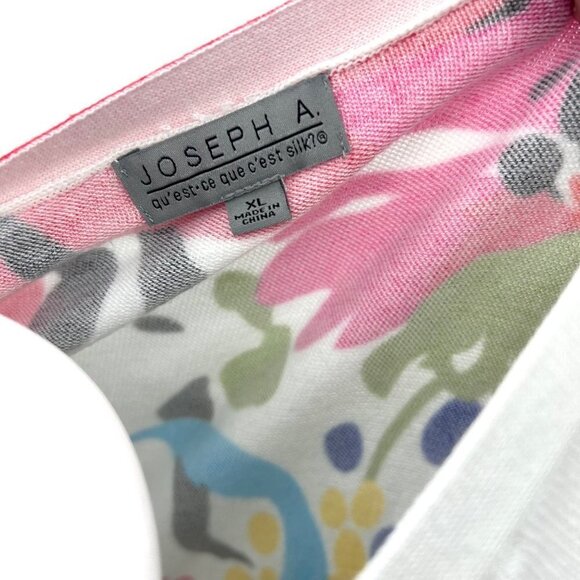 JOSEPH A.
qu'est·ce que c'est silk?®
XL
MADE IN
CHINA